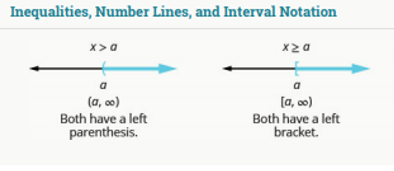 Inequalities, Number Lines, and Interval Notation
x > a
x ≥ a
(
[
a
a
(a, ∞)
[a, ∞)
Both have a left
parenthesis.
Both have a left
bracket.